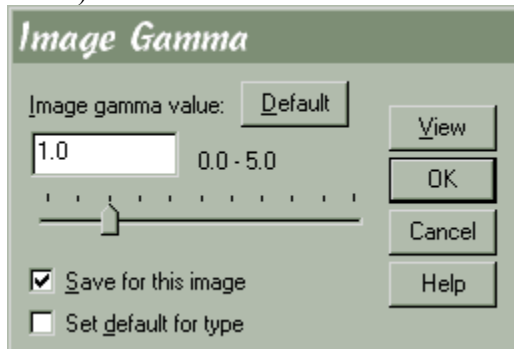 Image Gamma
Image gamma value:
Default
1.0
0.0 - 5.0
View
OK
Cancel
Help
Save for this image
Set default for type